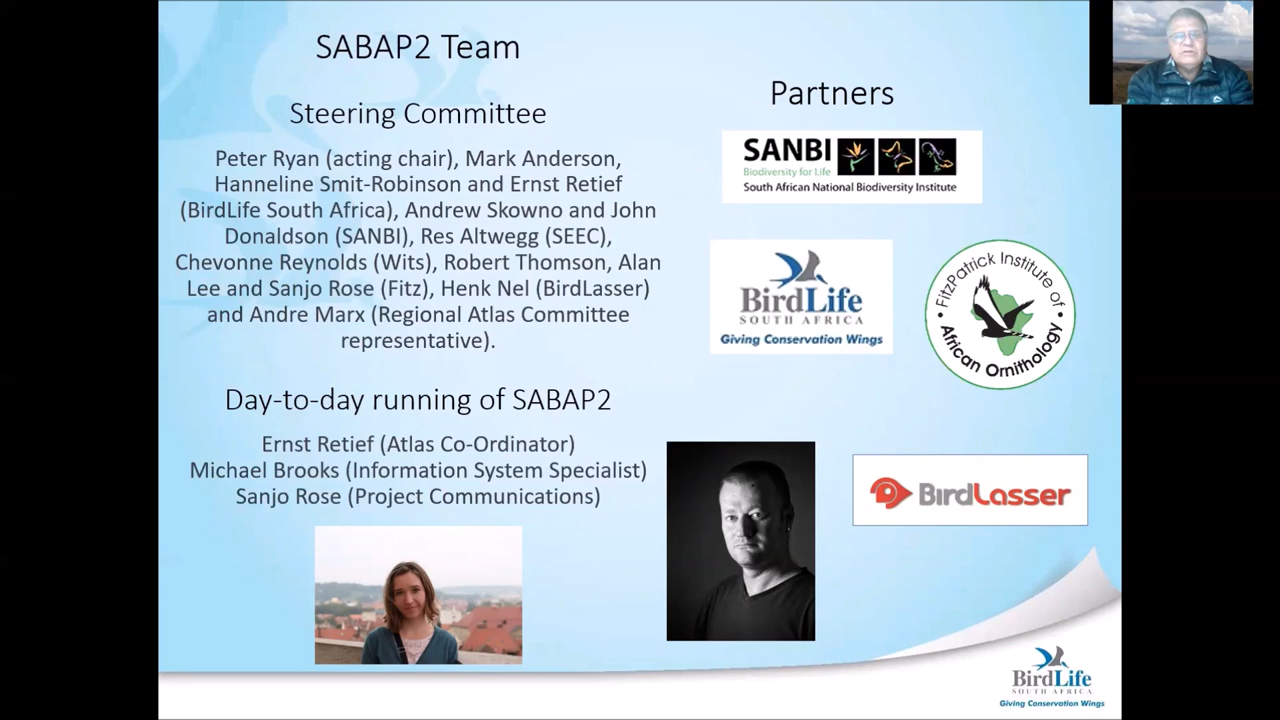 SABAP2 Team
Steering Committee
Peter Ryan (acting chair), Mark Anderson,
Hanneline Smit-Robinson and Ernst Retief
(BirdLife South Africa), Andrew Skowno and John
Donaldson (SANBI), Res Altwegg (SEEC),
Chevonne Reynolds (Wits), Robert Thomson, Alan
Lee and Sanjo Rose (Fitz), Henk Nel (BirdLasser)
and Andre Marx (Regional Atlas Committee
representative).
Day-to-day running of SABAP2
Ernst Retief (Atlas Co-Ordinator)
Michael Brooks (Information System Specialist)
Sanjo Rose (Project Communications)
Partners
SANBI
Biodiversity for Life
South African National Biodiversity Institute
BirdLife
SOUTH AFRICA
Giving Conservation Wings
FitzPatrick Institute of
African Ornithology
BirdLasser
BirdLife
SOUTH AFRICA
Giving Conservation Wings